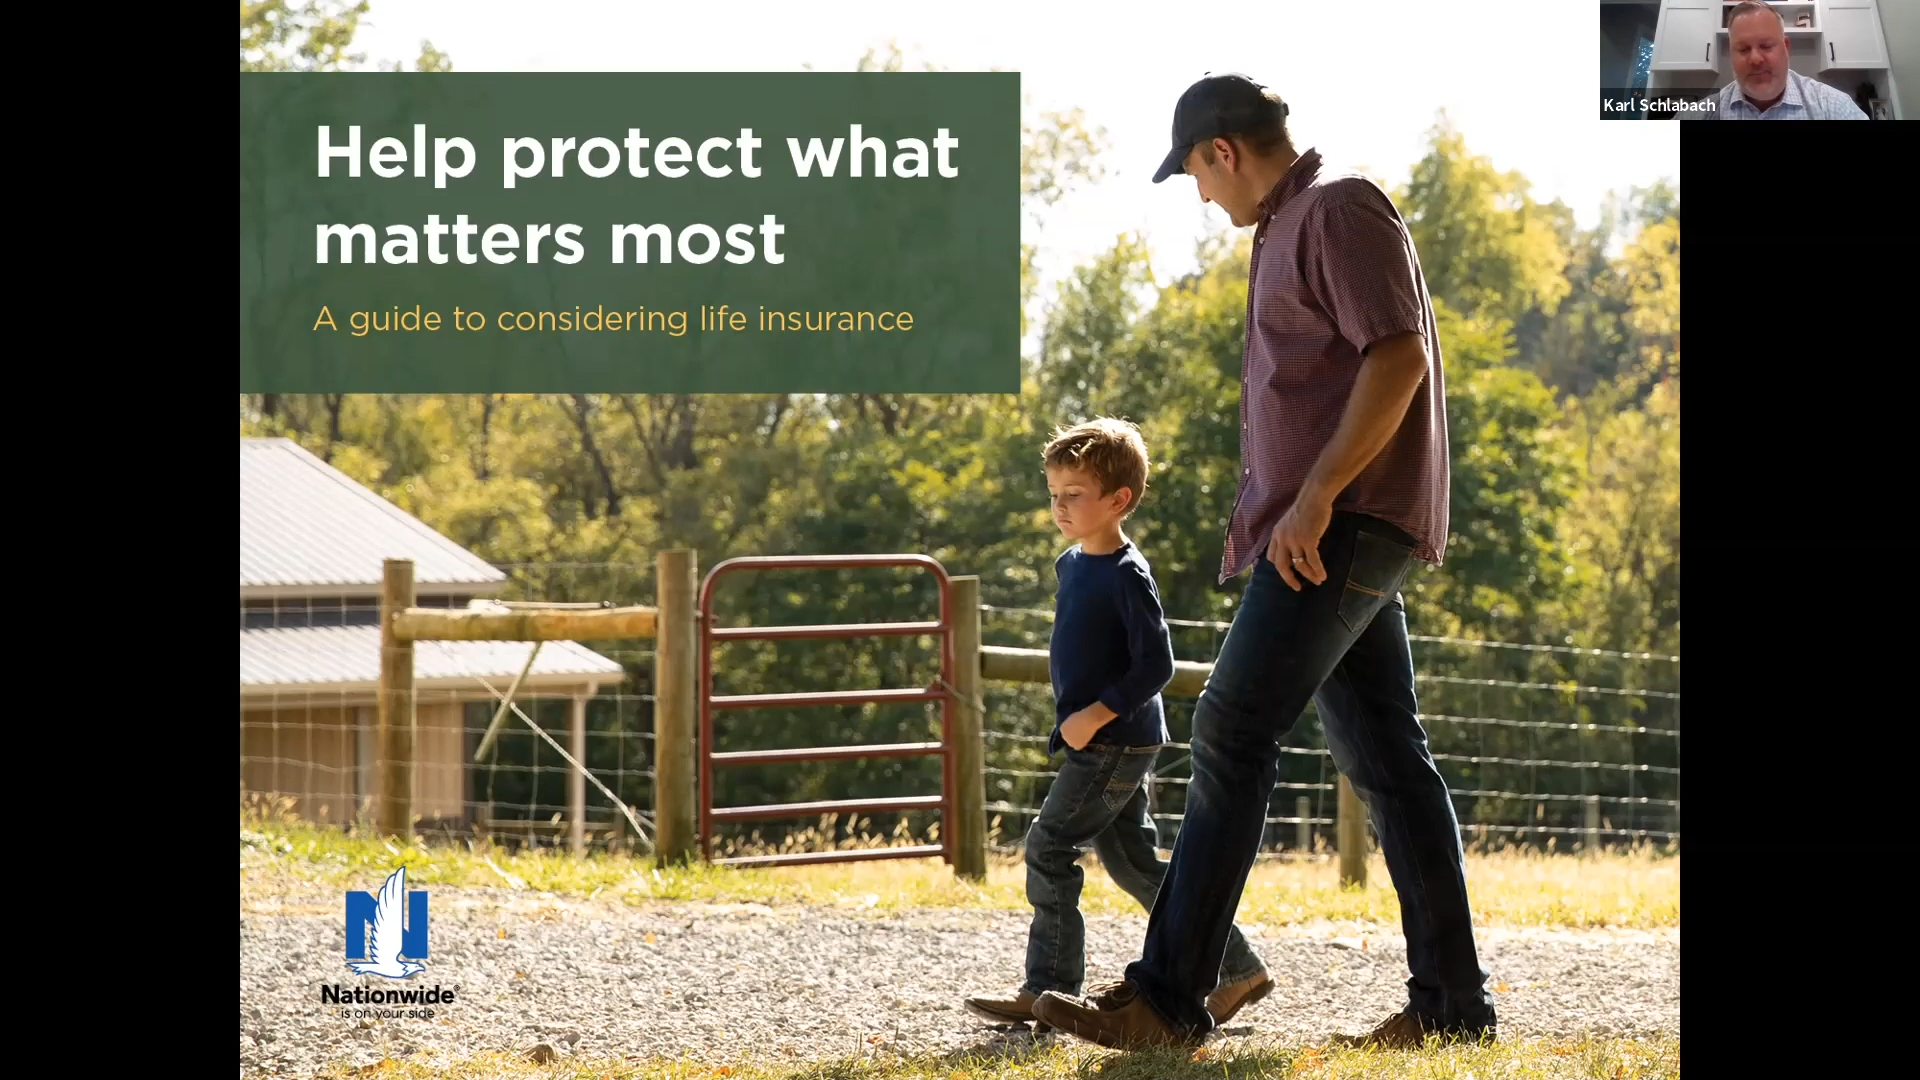 Help protect what
matters most
A guide to considering life insurance
Karl Schlabach
N
Nationwide®
is on your side